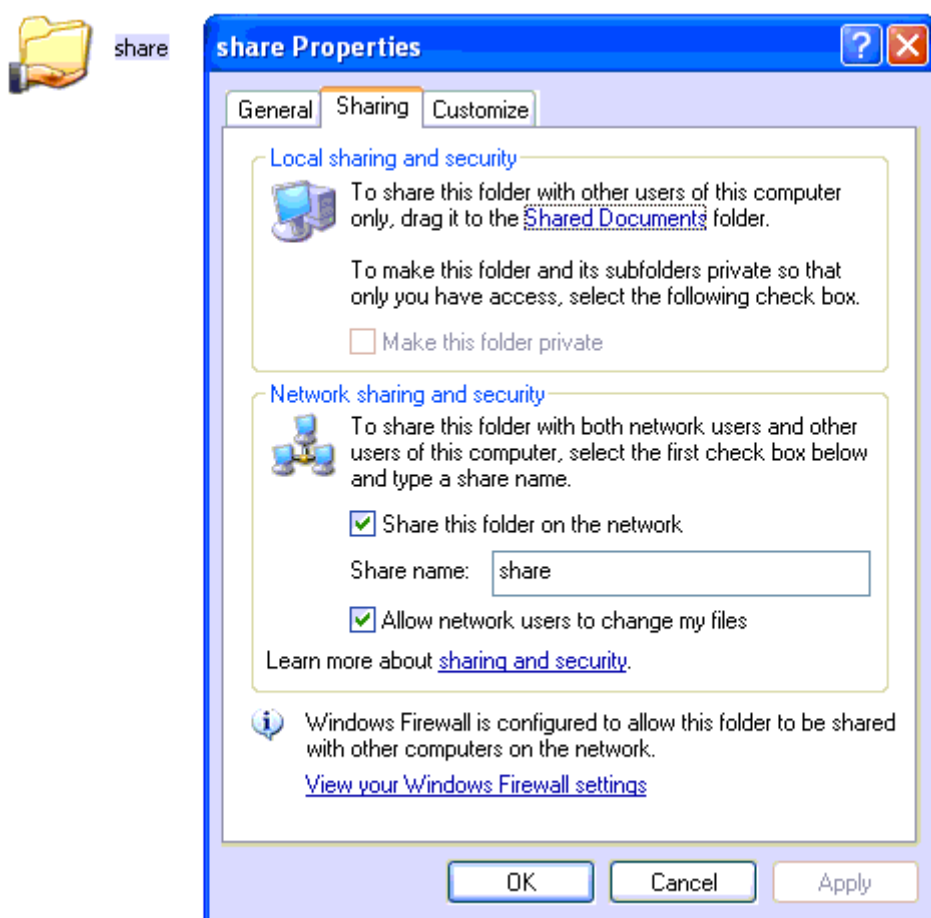 share
share Properties
General Sharing Customize
Local sharing and security
To share this folder with other users of this computer
only, drag it to the Shared Documents folder.
To make this folder and its subfolders private so that
only you have access, select the following check box.
Make this folder private
Network sharing and security
To share this folder with both network users and other
users of this computer, select the first check box below
and type a share name.
Share this folder on the network
Share name: share
Allow network users to change my files
Learn more about sharing and security.
Windows Firewall is configured to allow this folder to be shared
with other computers on the network.
View your Windows Firewall settings
OK Cancel Apply